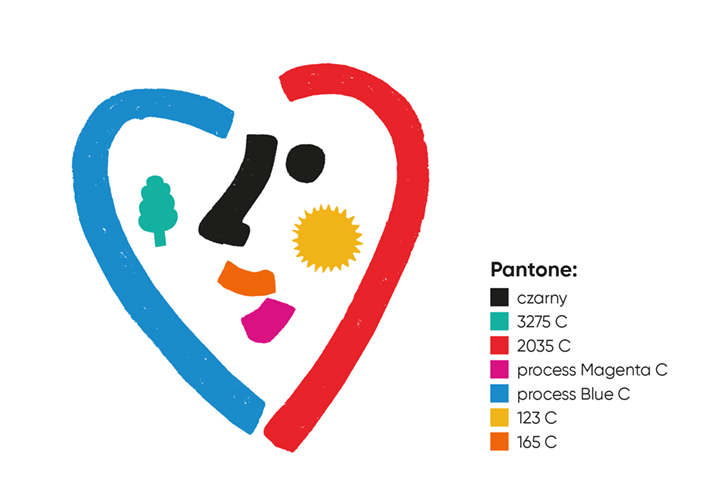 Pantone:
czarny
3275 C
2035 C
process Magenta C
process Blue C
123 C
165 C